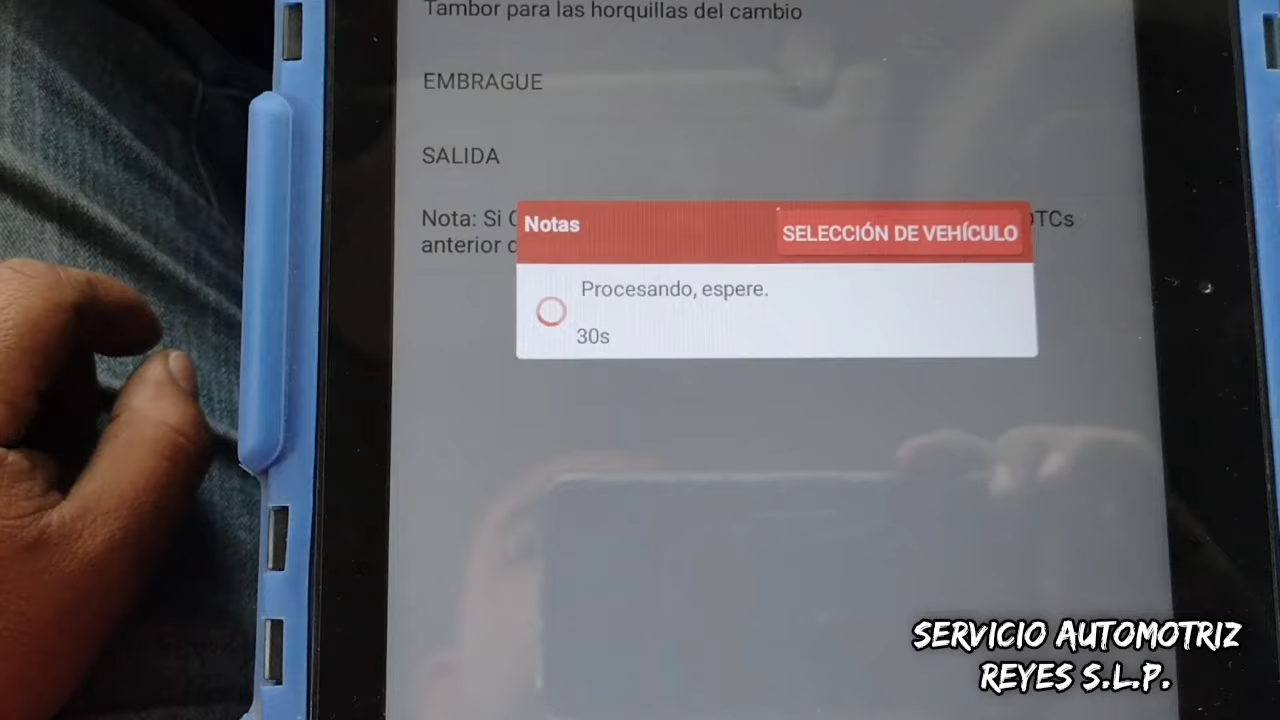 Tambor para las horquillas del cambio
EMBRAGUE
SALIDA
Nota: Si
DTCs
anterior
Notas
SELECCIÓN DE VEHÍCULO
Procesando, espere.
30s
SERVICIO AUTOMOTRIZ
REYES S.L.P.